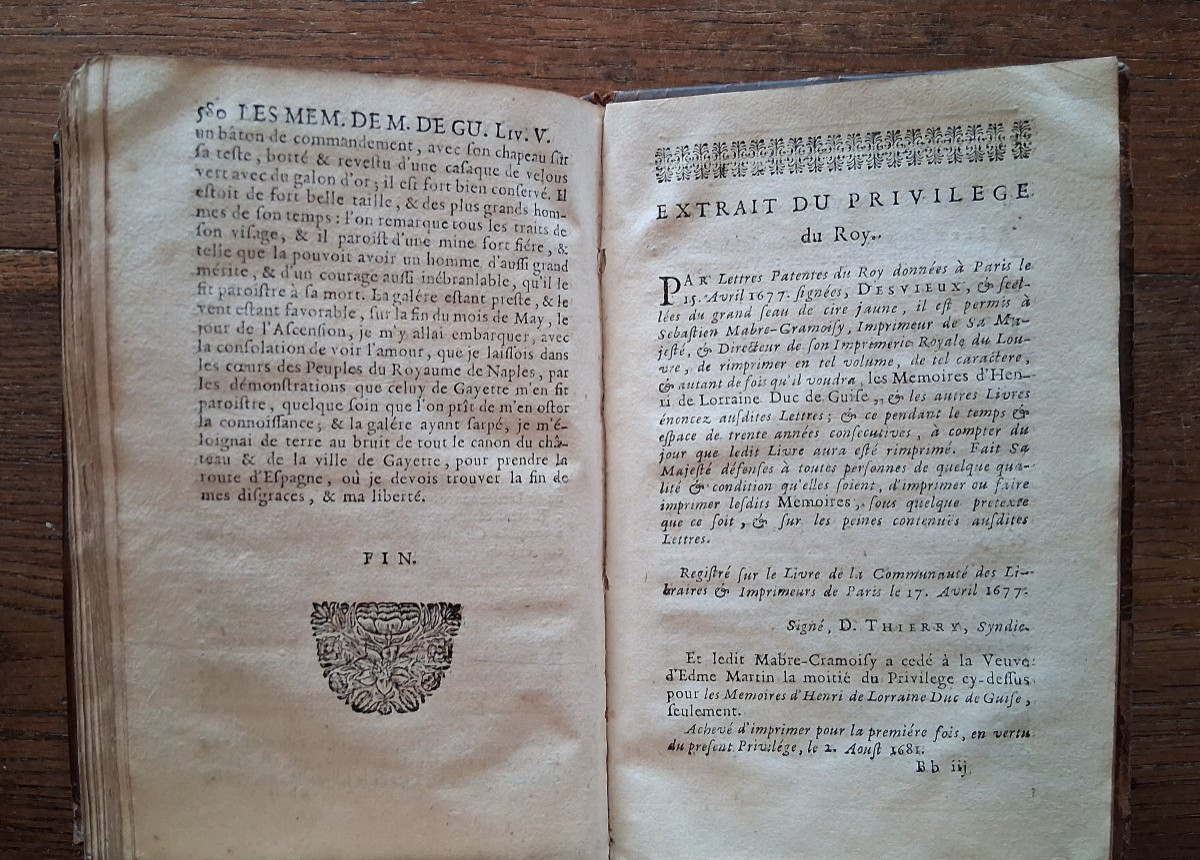 580 LES MEM. DE M. DE GU. LIV. V.
un bâton de commandement, avec ſon chapeau ſur
ſa teſte, botté & reveſtu d'une caſaque de velous
vert avec du galon d'or; il eſt fort bien conſervé. Il
eſtoit de fort belle taille, & des plus grands hom-
mes de ſon temps: l'on remarque tous les traits de
ſon viſage, & il paroiſt d'une mine fort fiére, &
telle que la pouvoit avoir un homme d'auſſi grand
mérite, & d'un courage auſſi inébranlable, qu'il le
fit paroiſtre à ſa mort. La galére eſtant preſte, & le
vent eſtant favorable, ſur la fin du mois de May, le
jour de l'Aſcenſion, je m'y allai embarquer, avec
la conſolation de voir l'amour, que je laiſſois dans
les cœurs des Peuples du Royaume de Naples, par
les démonſtrations que celuy de Gayette m'en fit
paroiſtre, quelque ſoin que l'on prît de m'en oſter
la connoiſſance; & la galére ayant ſarpé, je m'é-
loignai de terre au bruit de tout le canon du châ-
teau & de la ville de Gayette, pour prendre la
route d'Eſpagne, où je devois trouver la fin de
mes diſgraces, & ma liberté.
FIN.
EXTRAIT DU PRIVILEGE
du Roy.
PAR Lettres Patentes du Roy données à Paris le
15. Avril 1677. ſignées, DESVIEUX, & ſcel-
lées du grand ſeau de cire jaune, il eſt permis à
Sebaſtien Mabre-Cramoiſy, Imprimeur de Sa Ma-
jeſté, & Directeur de ſon Imprimerie Royale du Lou-
vre, de rimprimer en tel volume, de tel caractere,
& autant de fois qu'il voudra, les Memoires d'Hen-
ri de Lorraine Duc de Guiſe, & les autres Livres
énoncez auſdites Lettres; & ce pendant le temps &
eſpace de trente années conſecutives, à compter du
jour que ledit Livre aura eſté rimprimé. Fait Sa
Majeſté défenſes à toutes perſonnes de quelque qua-
lité & condition qu'elles ſoient, d'imprimer ou faire
imprimer leſdits Memoires, ſous quelque pretexte
que ce ſoit, & ſur les peines contenuës auſdites
Lettres.
Regiſtré ſur le Livre de la Communauté des Li-
braires & Imprimeurs de Paris le 17. Avril 1677.
Signé, D. THIERRY, Syndic.
Et ledit Mabre-Cramoiſy a cedé à la Veuve
d'Edme Martin la moitié du Privilege cy-deſſus
pour les Memoires d'Henri de Lorraine Duc de Guiſe,
ſeulement.
Achevé d'imprimer pour la premiére fois, en vertu
du preſent Privilége, le 2. Aouſt 1681.
Bb iij